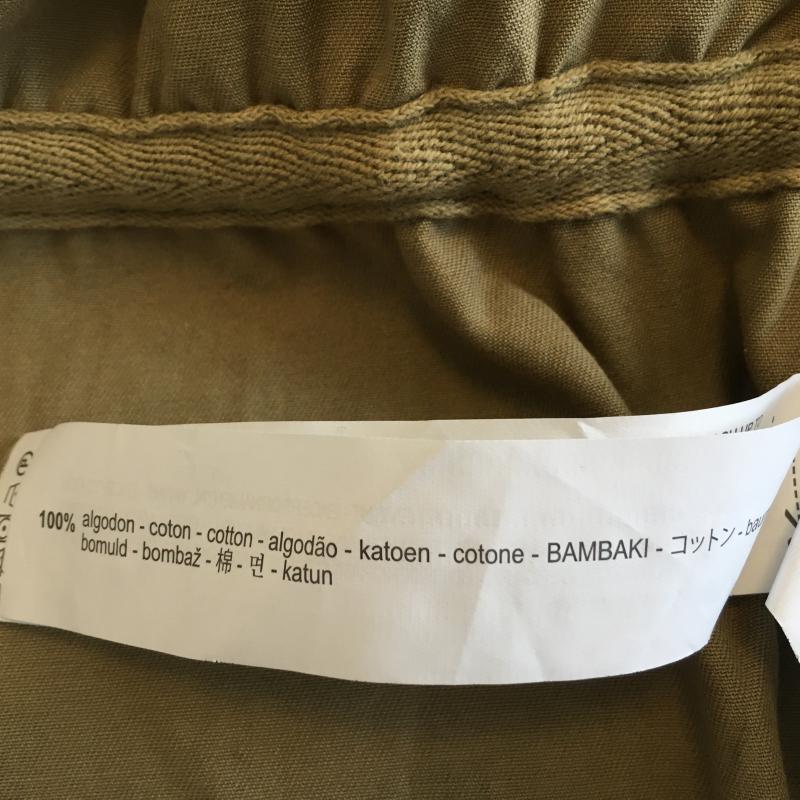 100% algodon - coton - cotton - algodão - katoen - cotone - BAMBAKI - コットン -
bomuld - bombaž - 棉 - 면 - katun